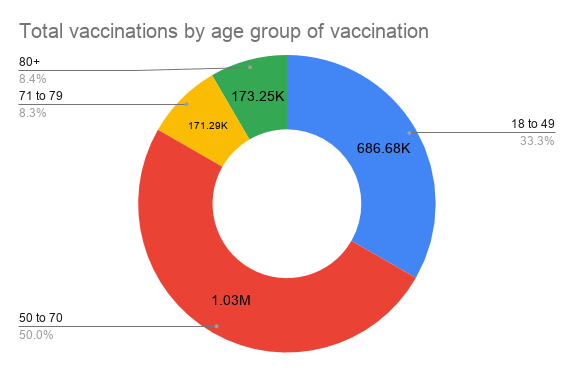 Total vaccinations by age group of vaccination
80+
8.4%
71 to 79
8.3%
173.25K
171.29K
18 to 49
33.3%
686.68K
1.03M
50 to 70
50.0%